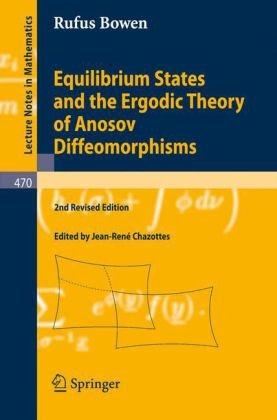 Rufus Bowen
Lecture Notes in Mathematics
470
Equilibrium States
and the Ergodic Theory
of Anosov
Diffeomorphisms
2nd Revised Edition
Edited by Jean-René Chazottes
Springer